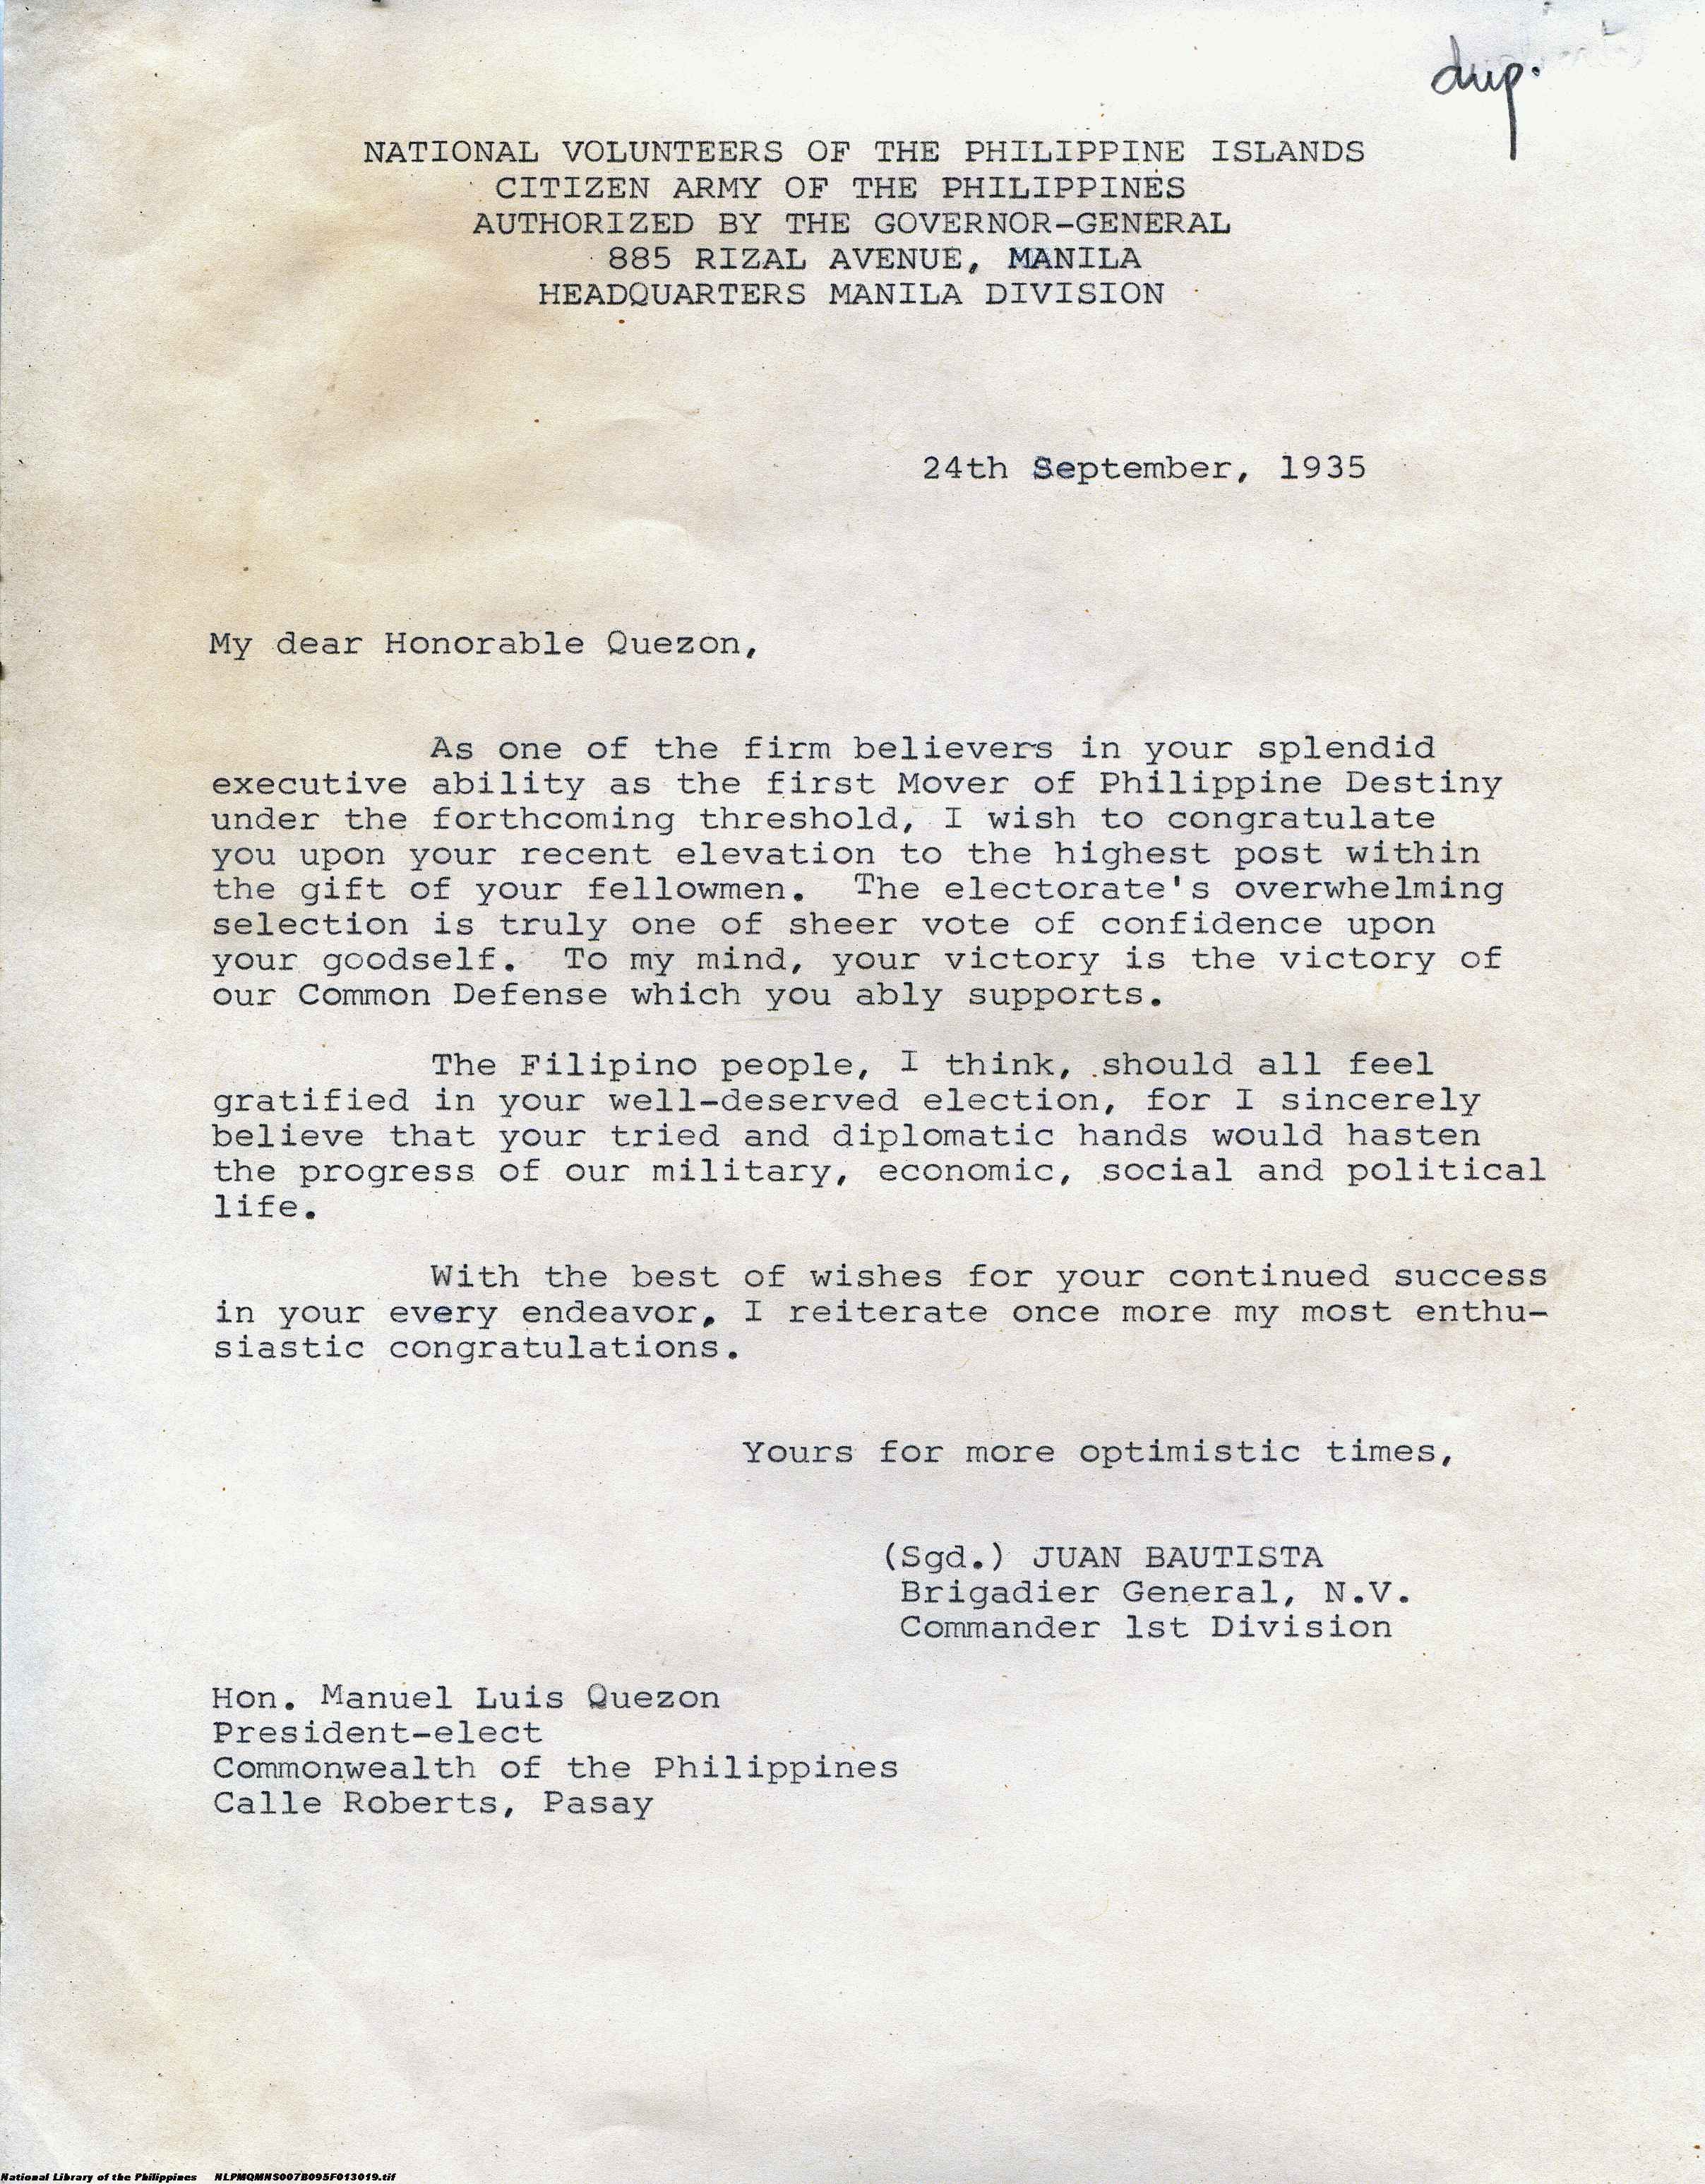 dup.
NATIONAL VOLUNTEERS OF THE PHILIPPINE ISLANDS
CITIZEN ARMY OF THE PHILIPPINES
AUTHORIZED BY THE GOVERNOR-GENERAL
885 RIZAL AVENUE, MANILA
HEADQUARTERS MANILA DIVISION
24th September, 1935
My dear Honorable Quezon,
As one of the firm believers in your splendid
executive ability as the first Mover of Philippine Destiny
under the forthcoming threshold, I wish to congratulate
you upon your recent elevation to the highest post within
the gift of your fellowmen. The electorate's overwhelming
selection is truly one of sheer vote of confidence upon
your goodself. To my mind, your victory is the victory of
our Common Defense which you ably supports.
The Filipino people, I think, should all feel
gratified in your well-deserved election, for I sincerely
believe that your tried and diplomatic hands would hasten
the progress of our military, economic, social and political
life.
With the best of wishes for your continued success
in your every endeavor, I reiterate once more my most enthu-
siastic congratulations.
Yours for more optimistic times,
(Sgd.) JUAN BAUTISTA
Brigadier General, N.V.
Commander 1st Division
Hon. Manuel Luis Quezon
President-elect
Commonwealth of the Philippines
Calle Roberts, Pasay
National Library of the Philippines NLPMQMNS007B095F013019.tif